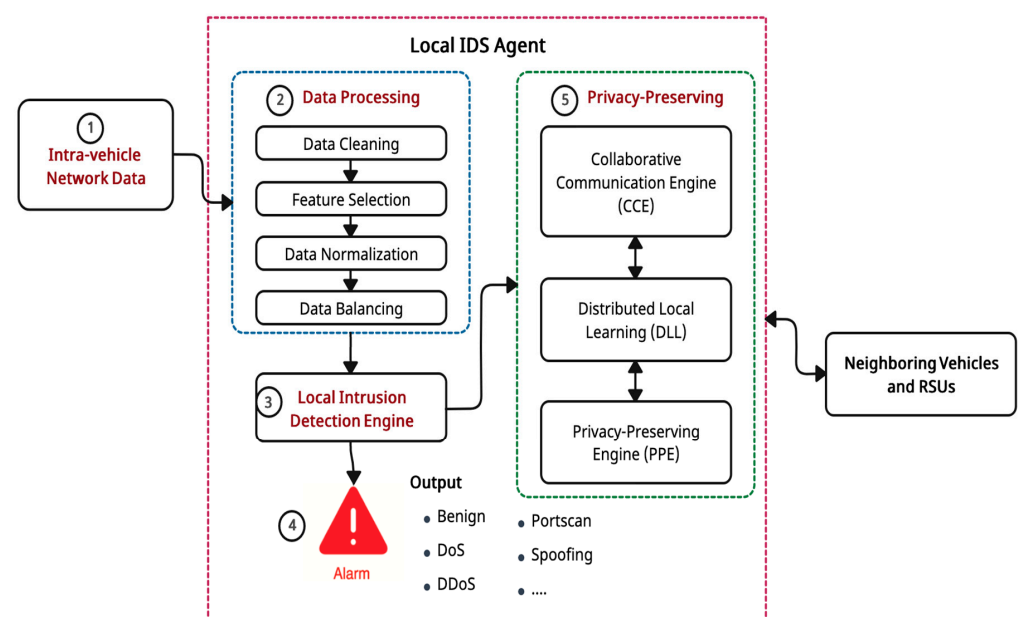 Local IDS Agent
1
Intra-vehicle
Network Data
2 Data Processing
Data Cleaning
Feature Selection
Data Normalization
Data Balancing
3
Local Intrusion
Detection Engine
4
Alarm
Output
Benign
DoS
DDoS
Portscan
Spoofing
....
5 Privacy-Preserving
Collaborative
Communication Engine
(CCE)
Distributed Local
Learning (DLL)
Privacy-Preserving
Engine (PPE)
Neighboring Vehicles
and RSUs